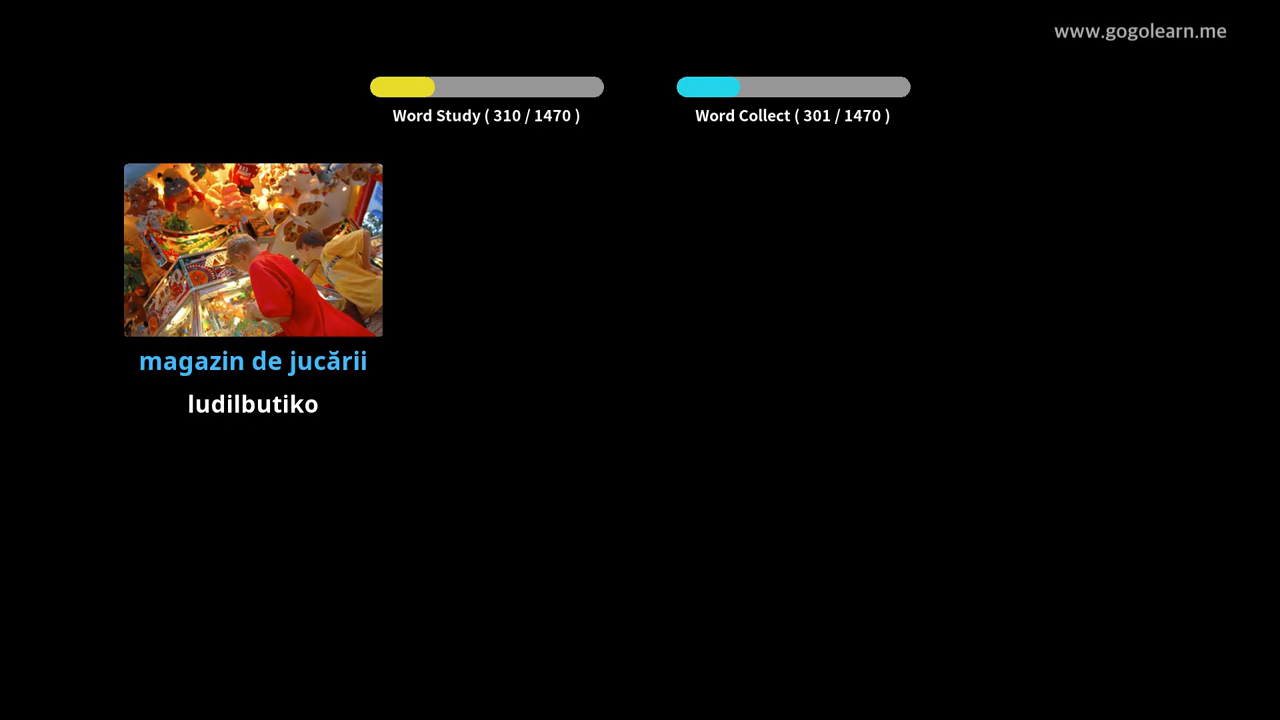 www.gogolearn.me
Word Study ( 310 / 1470 )
Word Collect ( 301 / 1470 )
magazin de jucării
ludilbutiko